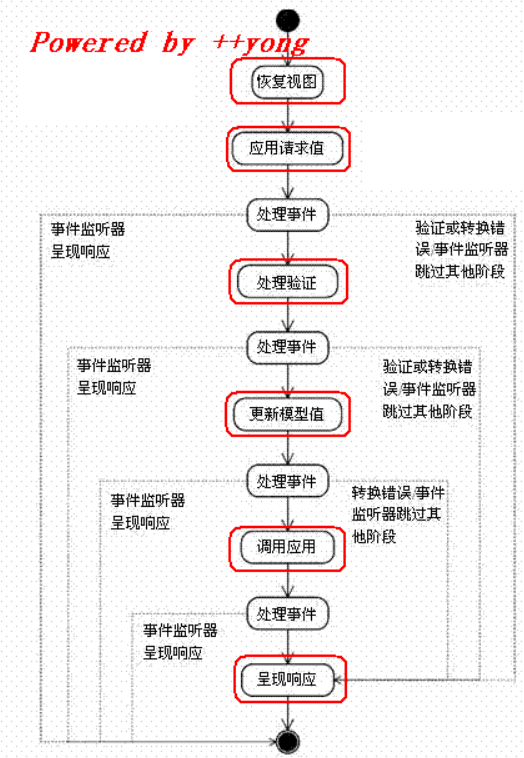 Powered by ++yong
恢复视图
应用请求值
处理事件
事件监听器
呈现响应
验证或转换错
误/事件监听器
跳过其他阶段
处理验证
处理事件
事件监听器
呈现响应
验证或转换错
误/事件监听器
跳过其他阶段
更新模型值
处理事件
事件监听器
呈现响应
转换错误/事件
监听器跳过其
他阶段
调用应用
处理事件
事件监听器
呈现响应
呈现响应